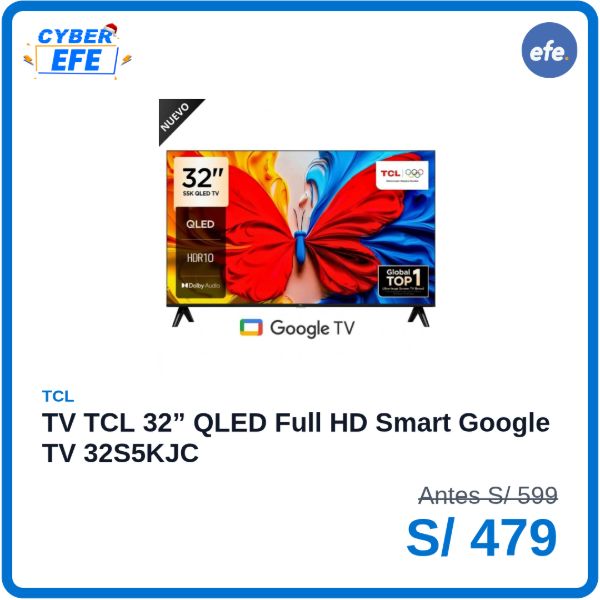 CYBER
EFE
efe.
NUEVO
32"
S5K QLED TV
QLED
HDR10
Dolby Audio
TCL
Global
TOP 1
Google TV
TCL
TV TCL 32” QLED Full HD Smart Google
TV 32S5KJC
Antes S/ 599
S/ 479